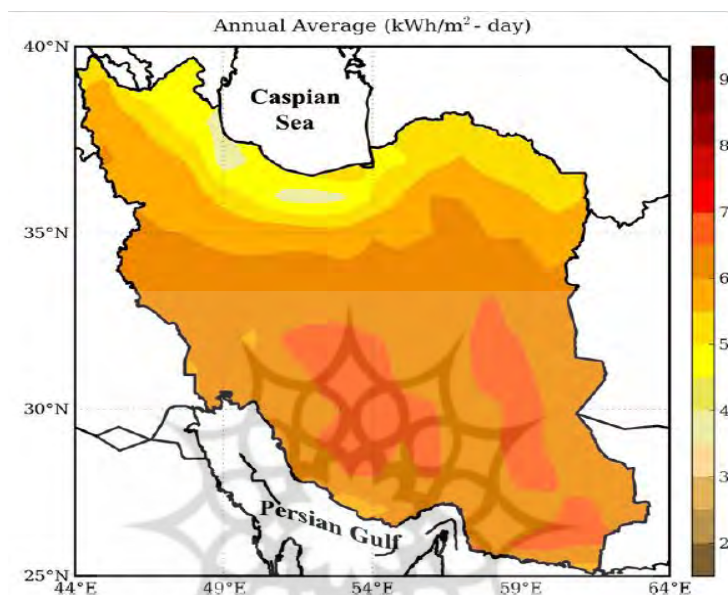 Annual Average (kWh/m² - day)
40°N
35°N
30°N
25°N
44°E
49°E
54°E
59°E
64°E
Caspian
Sea
Persian Gulf
9
8
7
6
5
4
3
2